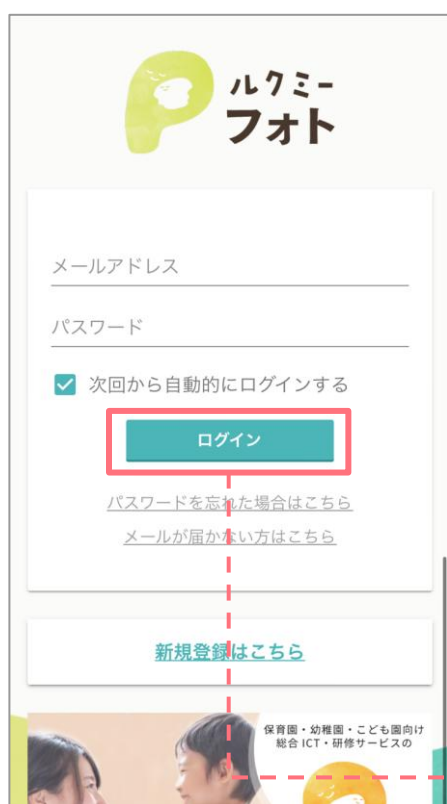 ルクミー
フォト
メールアドレス
パスワード
次回から自動的にログインする
ログイン
パスワードを忘れた場合はこちら
メールが届かない方はこちら
新規登録はこちら
保育園・幼稚園・こども園向け
総合ICT・研修サービスの